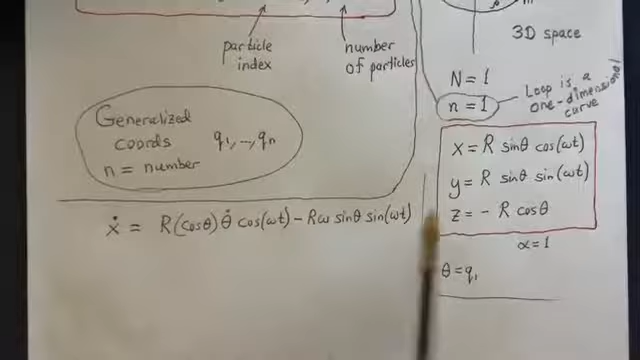 particle
index
number
of particles
Generalized
coords q₁, .., qₙ
n = number
ẋ = R(cosθ)θ̇ cos(ωt) - Rω sinθ sin(ωt)
3D space
N = 1
n = 1
Loop is a
one-dimensional
curve
x = R sinθ cos(ωt)
y = R sinθ sin(ωt)
z = - R cosθ
α = 1
θ = q₁